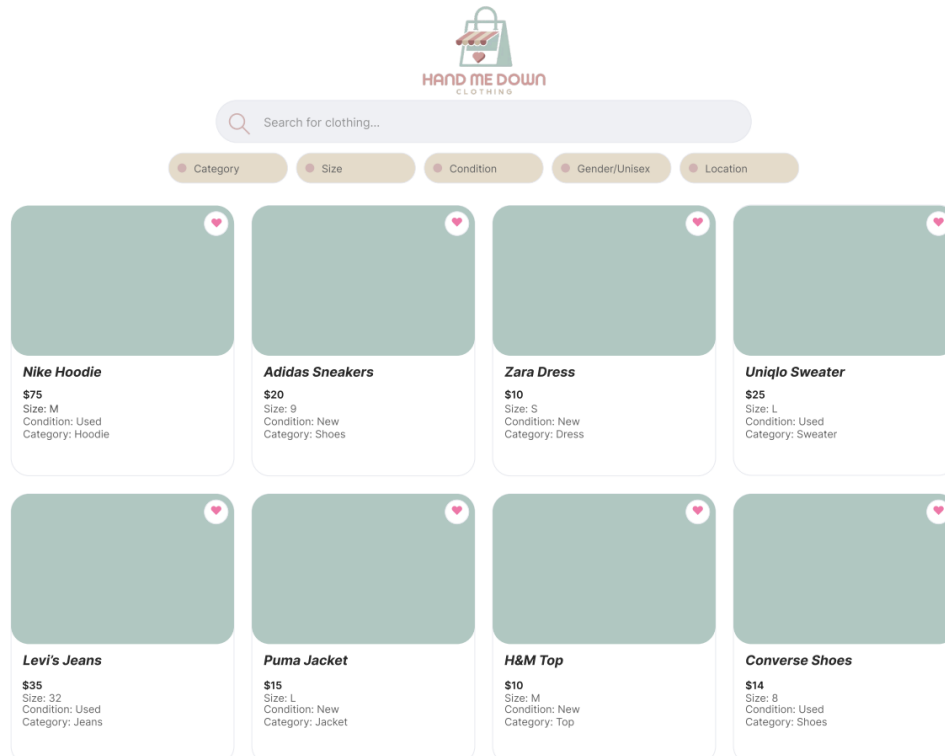 HAND ME DOWN
CLOTHING
Search for clothing...
Category
Size
Condition
Gender/Unisex
Location
Nike Hoodie
$75
Size: M
Condition: Used
Category: Hoodie
Adidas Sneakers
$20
Size: 9
Condition: New
Category: Shoes
Zara Dress
$10
Size: S
Condition: New
Category: Dress
Uniqlo Sweater
$25
Size: L
Condition: Used
Category: Sweater
Levi's Jeans
$35
Size: 32
Condition: Used
Category: Jeans
Puma Jacket
$15
Size: L
Condition: New
Category: Jacket
H&M Top
$10
Size: M
Condition: New
Category: Top
Converse Shoes
$14
Size: 8
Condition: Used
Category: Shoes